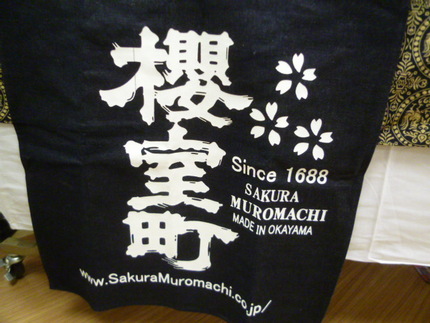 櫻室町
Since 1688
SAKURA
MUROMACHI
MADE IN OKAYAMA
www.SakuraMuromachi.co.jp/